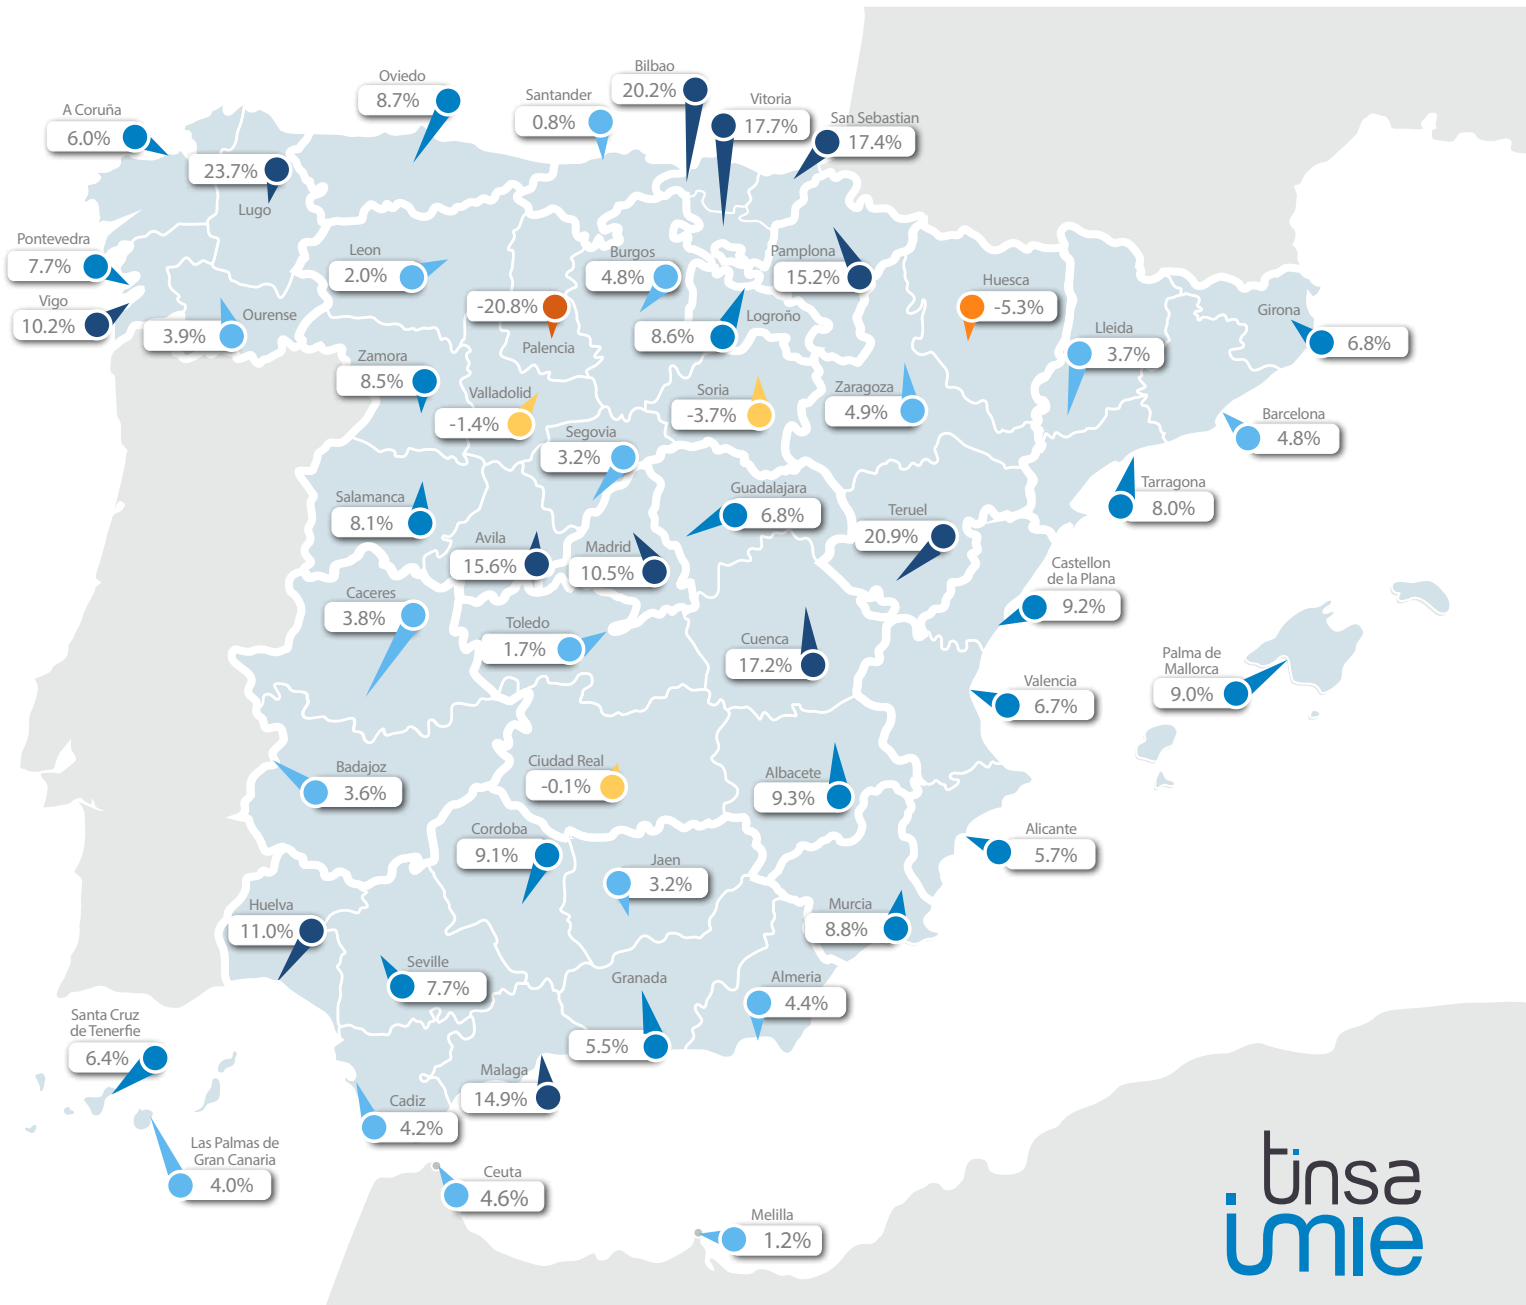 Oviedo
8.7%
Santander
0.8%
Bilbao
20.2%
Vitoria
17.7%
San Sebastian
17.4%
A Coruña
6.0%
23.7%
Lugo
Pontevedra
7.7%
Vigo
10.2%
3.9%
Ourense
Leon
2.0%
-20.8%
Palencia
Burgos
4.8%
8.6%
Logroño
Pamplona
15.2%
Huesca
-5.3%
Lleida
3.7%
Girona
6.8%
Zamora
8.5%
Valladolid
-1.4%
Soria
-3.7%
Zaragoza
4.9%
Barcelona
4.8%
Segovia
3.2%
Salamanca
8.1%
Avila
15.6%
Madrid
10.5%
Guadalajara
6.8%
Teruel
20.9%
Tarragona
8.0%
Castellon
de la Plana
9.2%
Caceres
3.8%
Toledo
1.7%
Cuenca
17.2%
Palma de
Mallorca
9.0%
Valencia
6.7%
Badajoz
3.6%
Ciudad Real
-0.1%
Albacete
9.3%
Alicante
5.7%
Cordoba
9.1%
Jaen
3.2%
Murcia
8.8%
Huelva
11.0%
Seville
7.7%
Granada
5.5%
Almeria
4.4%
Santa Cruz
de Tenerfie
6.4%
Malaga
14.9%
Cadiz
4.2%
Las Palmas de
Gran Canaria
4.0%
Ceuta
4.6%
Melilla
1.2%
tinsa
imie